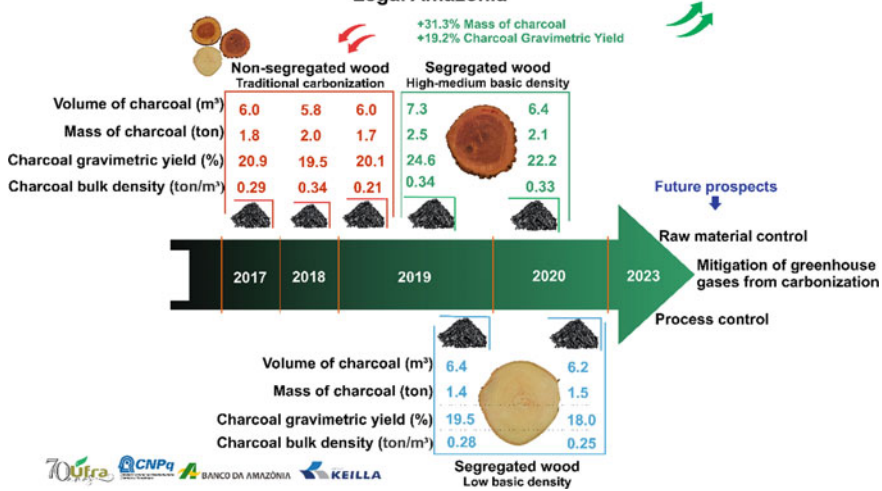 Legal Amazonia
+31.3% Mass of charcoal
+19.2% Charcoal Gravimetric Yield
Non-segregated wood
Traditional carbonization
Segregated wood
High-medium basic density
Volume of charcoal (m³) 6.0 5.8 6.0 7.3 6.4
Mass of charcoal (ton) 1.8 2.0 1.7 2.5 2.1
Charcoal gravimetric yield (%) 20.9 19.5 20.1 24.6 22.2
Charcoal bulk density (ton/m³) 0.29 0.34 0.21 0.34 0.33
Future prospects
Raw material control
2017 2018 2019 2020 2023
Mitigation of greenhouse
gases from carbonization
Process control
Volume of charcoal (m³) 6.4 6.2
Mass of charcoal (ton) 1.4 1.5
Charcoal gravimetric yield (%) 19.5 18.0
Charcoal bulk density (ton/m³) 0.28 0.25
Segregated wood
Low basic density
70 Ufra
CNPq
BANCO DA AMAZÔNIA
KEILLA